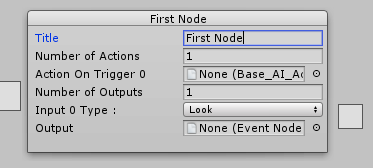 First Node
Title First Node
Number of Actions 1
Action On Trigger 0 None (Base_AI_Ac
Number of Outputs 1
Input 0 Type : Look
Output None (Event Node